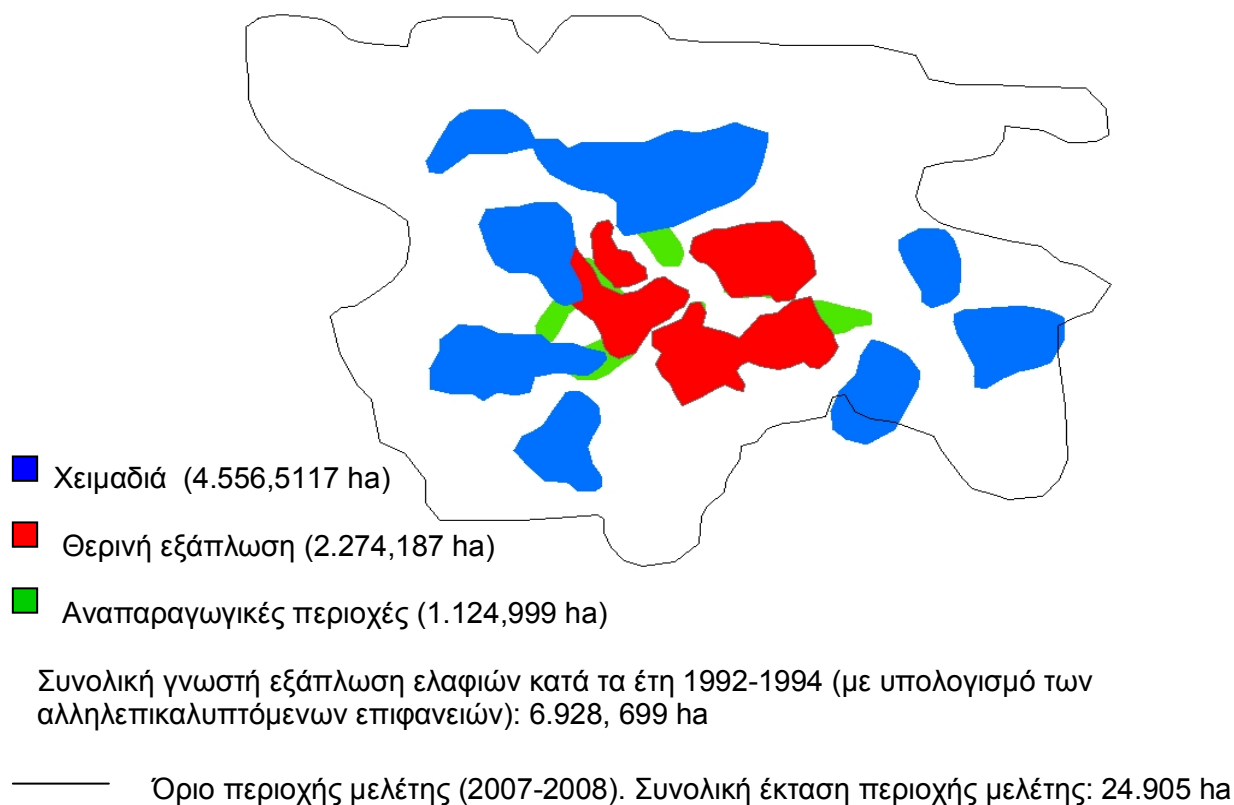 Χειμαδιά (4.556,5117 ha)
Θερινή εξάπλωση (2.274,187 ha)
Αναπαραγωγικές περιοχές (1.124,999 ha)
Συνολική γνωστή εξάπλωση ελαφιών κατά τα έτη 1992-1994 (με υπολογισμό των
αλληλεπικαλυπτόμενων επιφανειών): 6.928, 699 ha
Όριο περιοχής μελέτης (2007-2008). Συνολική έκταση περιοχής μελέτης: 24.905 ha